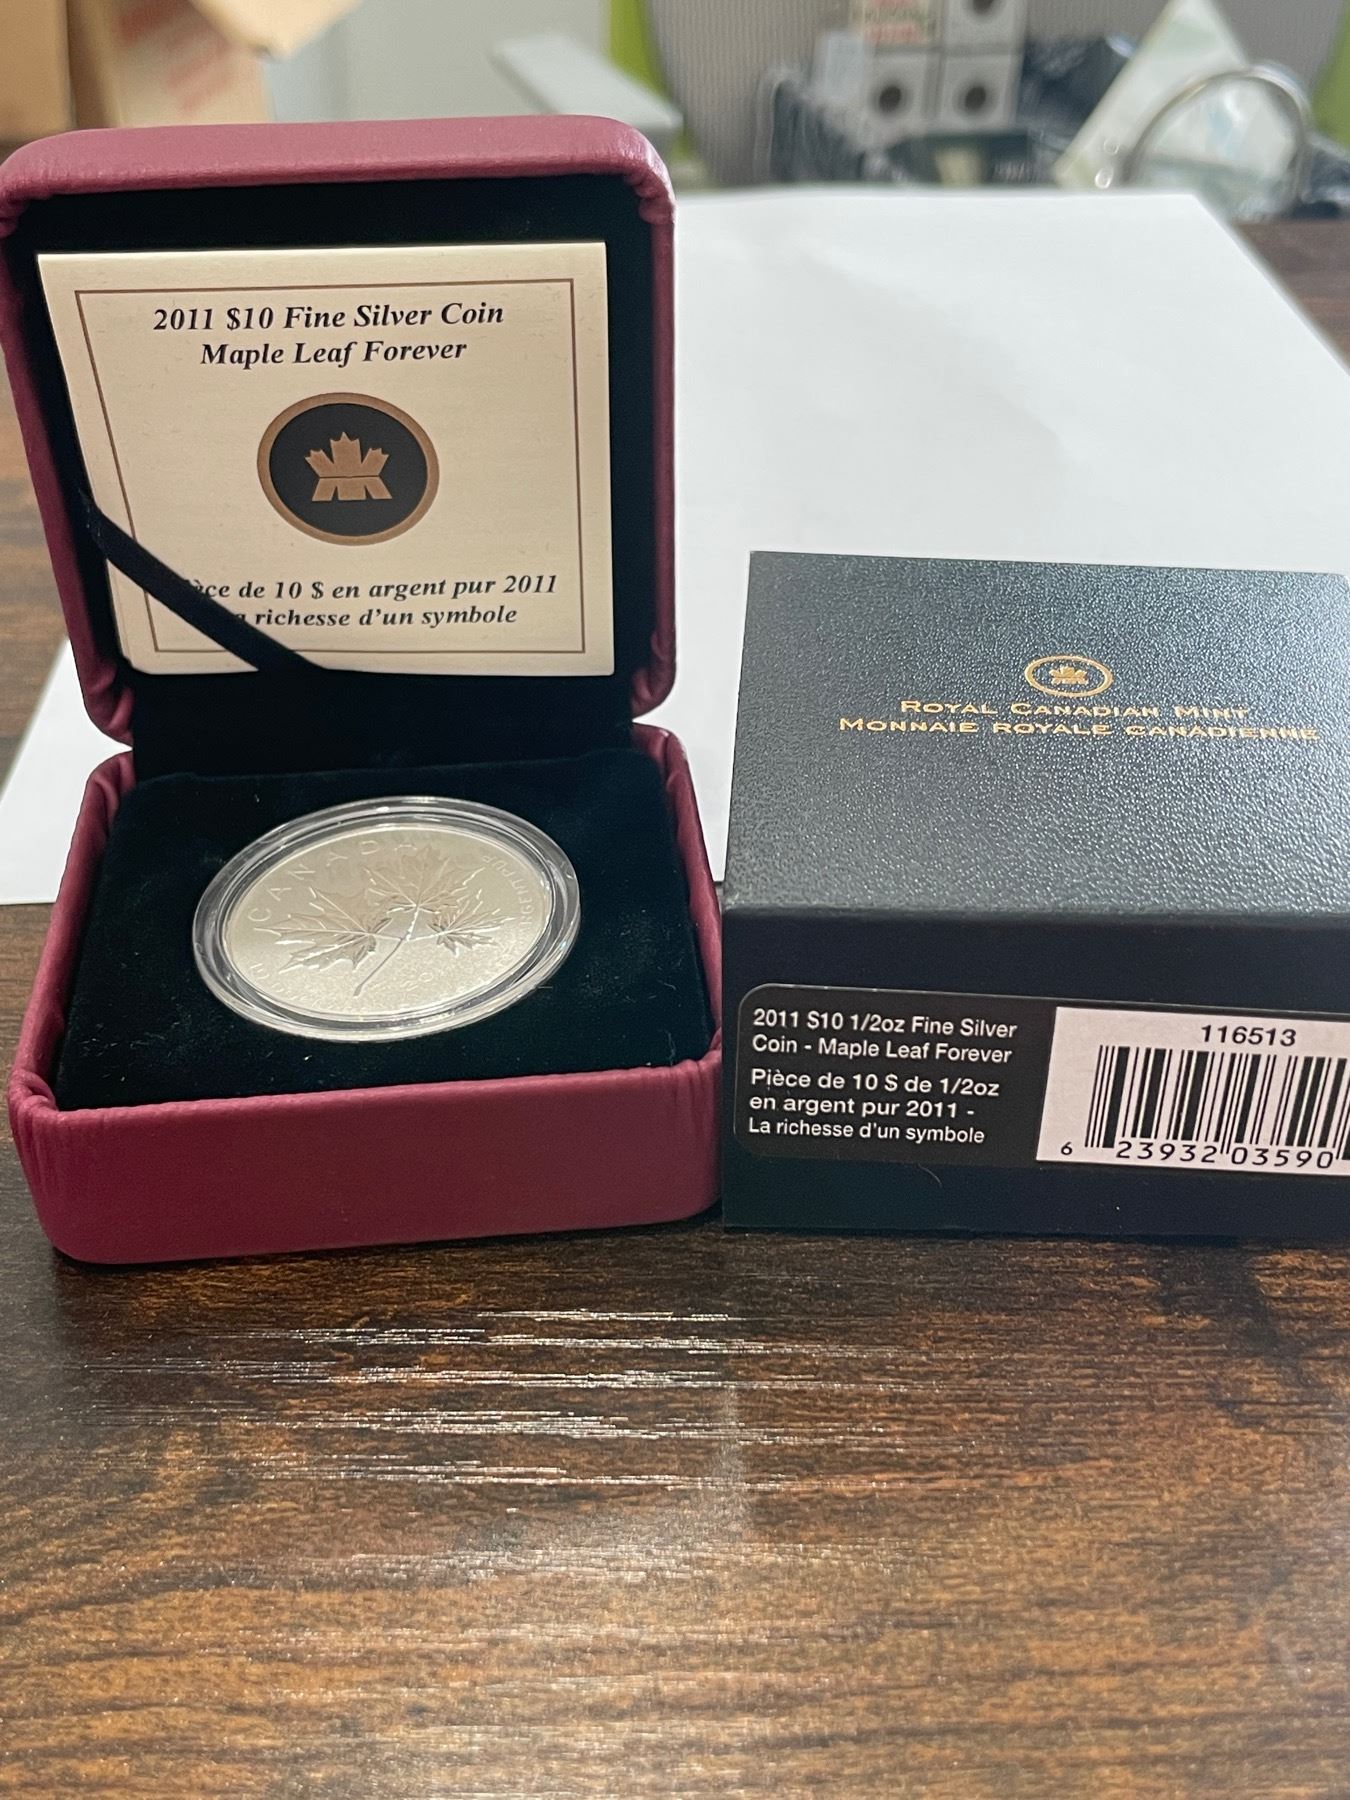 2011 $10 Fine Silver Coin
Maple Leaf Forever
de 10 $ en argent pur 2011
richesse d'un symbole
CANADA
ARGENT PUR
ROYAL CANADIAN MINT
MONNAIE ROYALE CANADIENNE
2011 $10 1/2oz Fine Silver
Coin - Maple Leaf Forever
Pièce de 10 $ de 1/2oz
en argent pur 2011 -
La richesse d'un symbole
116513
6 23932 03590